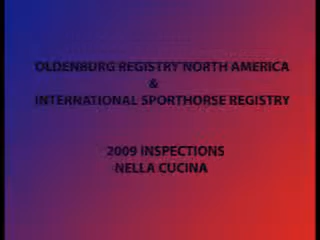 OLDENBURG REGISTRY NORTH AMERICA
&
INTERNATIONAL SPORTHORSE REGISTRY
2009 INSPECTIONS
NELLA CUCINA